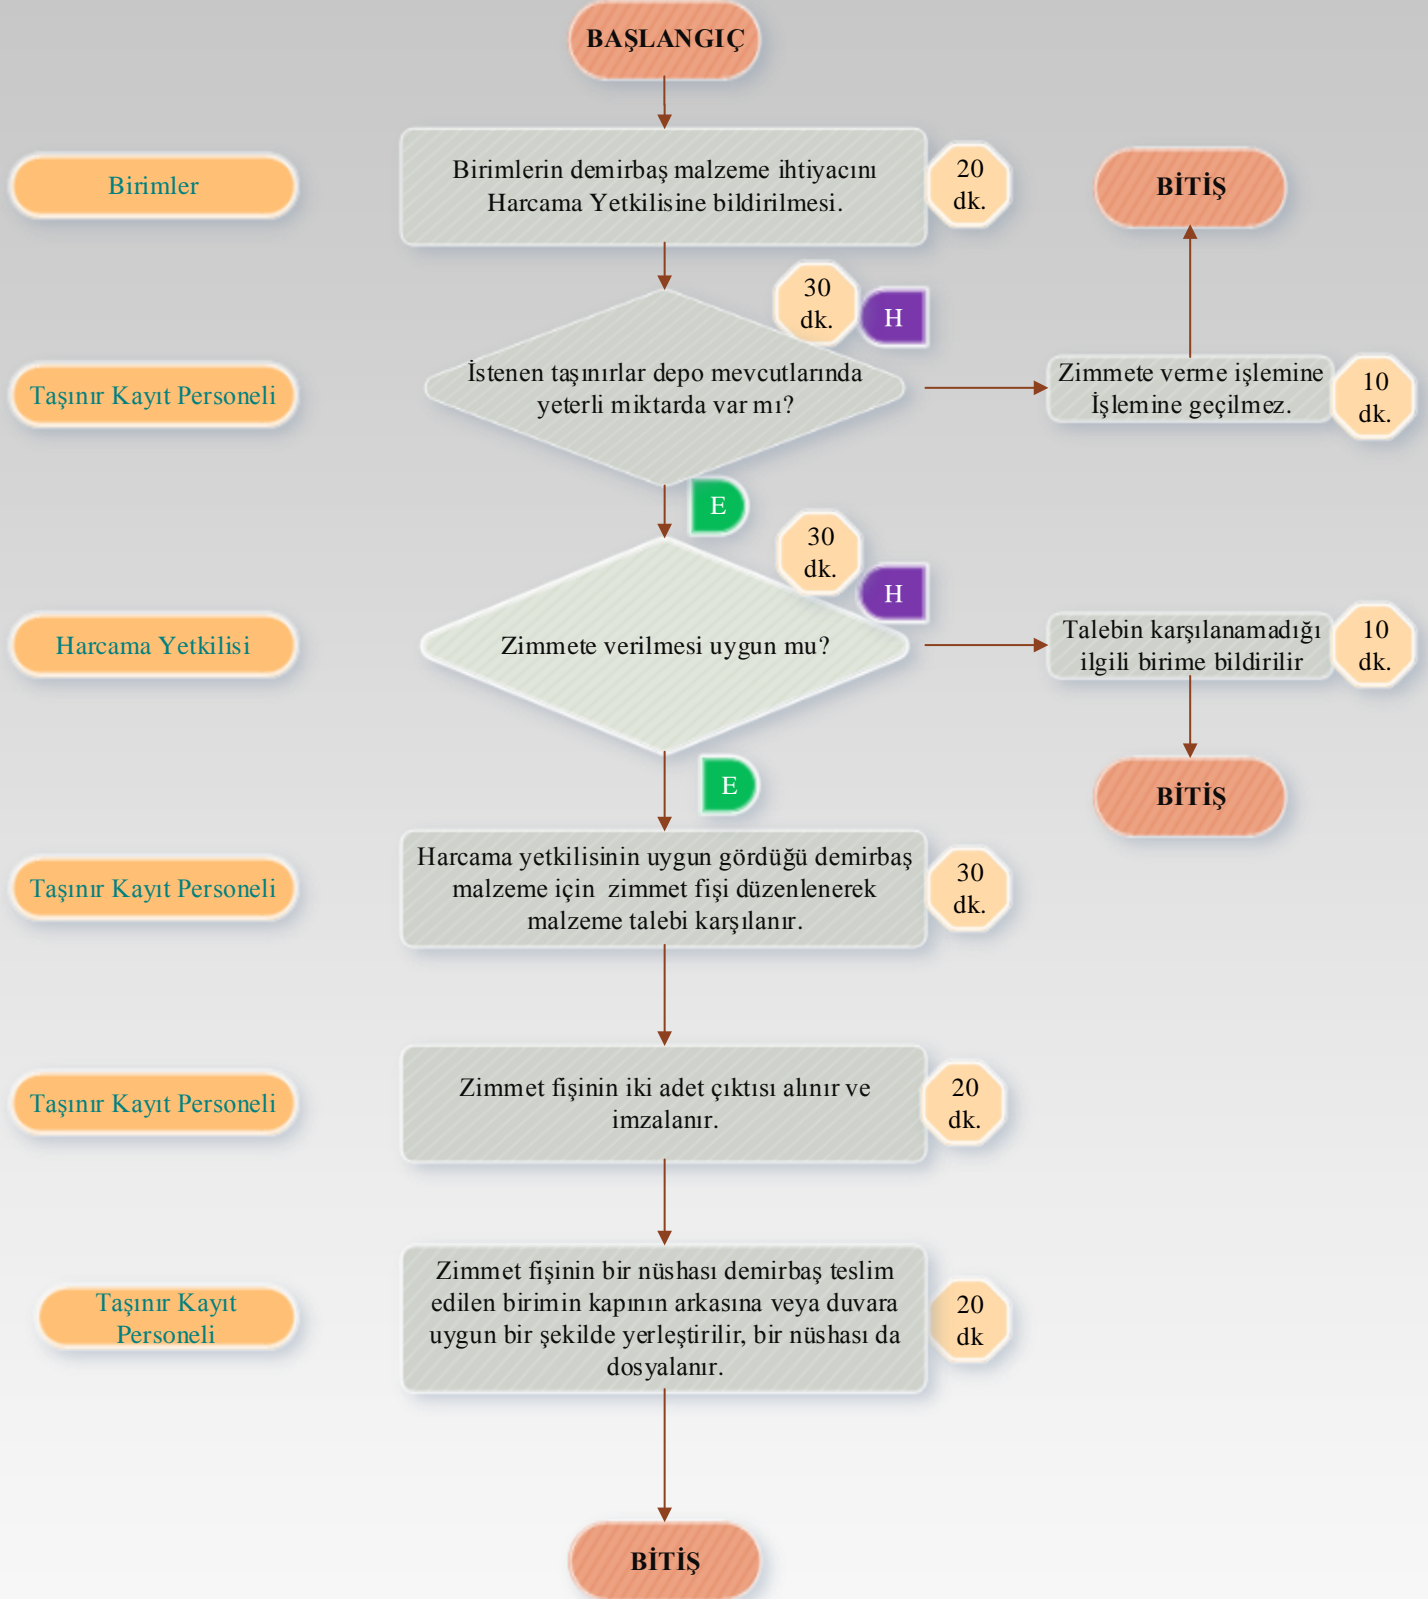 BAŞLANGIÇ
Birimler
Birimlerin demirbaş malzeme ihtiyacını
Harcama Yetkilisine bildirilmesi.
20
dk.
BİTİŞ
30
dk.
H
Taşınır Kayıt Personeli
İstenen taşınırlar depo mevcutlarında
yeterli miktarda var mı?
Zimmete verme işlemine
İşlemine geçilmez.
10
dk.
E
30
dk.
H
Harcama Yetkilisi
Zimmete verilmesi uygun mu?
Talebin karşılanamadığı
ilgili birime bildirilir
10
dk.
E
BİTİŞ
Taşınır Kayıt Personeli
Harcama yetkilisinin uygun gördüğü demirbaş
malzeme için  zimmet fişi düzenlenerek
malzeme talebi karşılanır.
30
dk.
Taşınır Kayıt Personeli
Zimmet fişinin iki adet çıktısı alınır ve
imzalanır.
20
dk.
Taşınır Kayıt
Personeli
Zimmet fişinin bir nüshası demirbaş teslim
edilen birimin kapının arkasına veya duvara
uygun bir şekilde yerleştirilir, bir nüshası da
dosyalanır.
20
dk
BİTİŞ